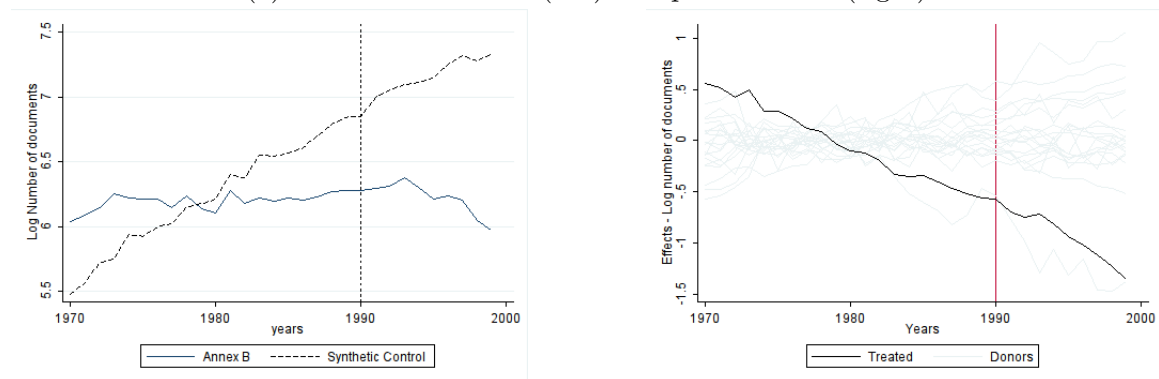 7.5
7
6.5
6
5.5
Log Number of documents
1970
1980
1990
2000
years
Annex B
Synthetic Control
1
.5
0
-.5
-1
-1.5
Effects - Log number of documents
1970
1980
1990
2000
Years
Treated
Donors